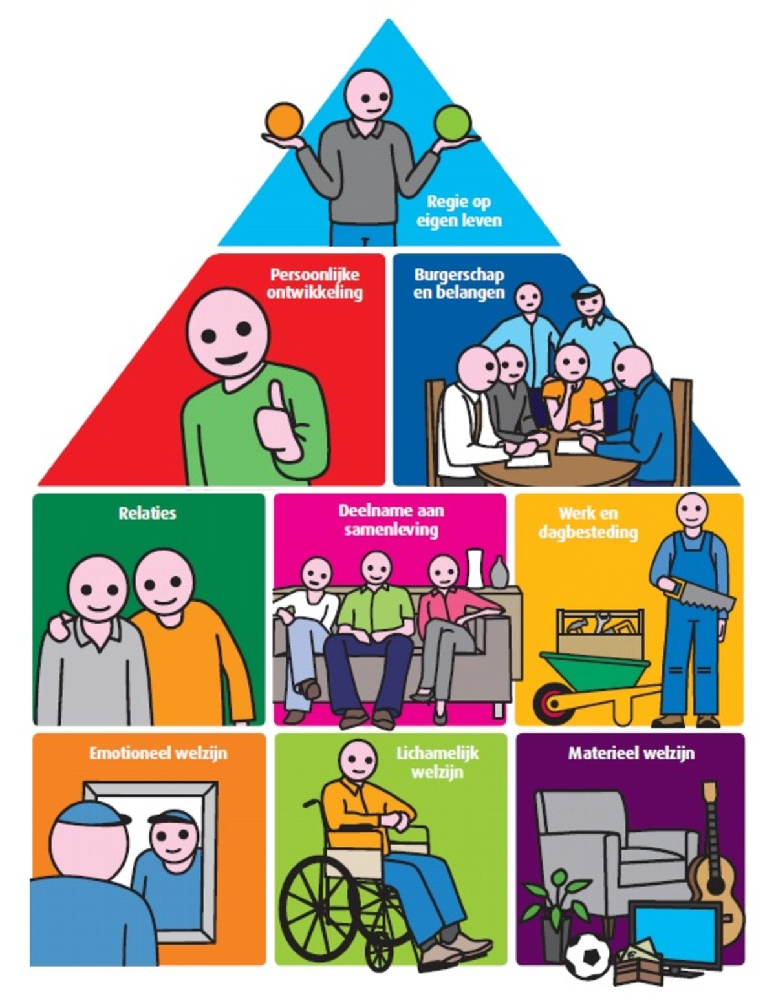 Regie op
eigen leven
Persoonlijke
ontwikkeling
Burgerschap
en belangen
Relaties
Deelname aan
samenleving
Werk en
dagbesteding
Emotioneel welzijn
Lichamelijk
welzijn
Materieel welzijn